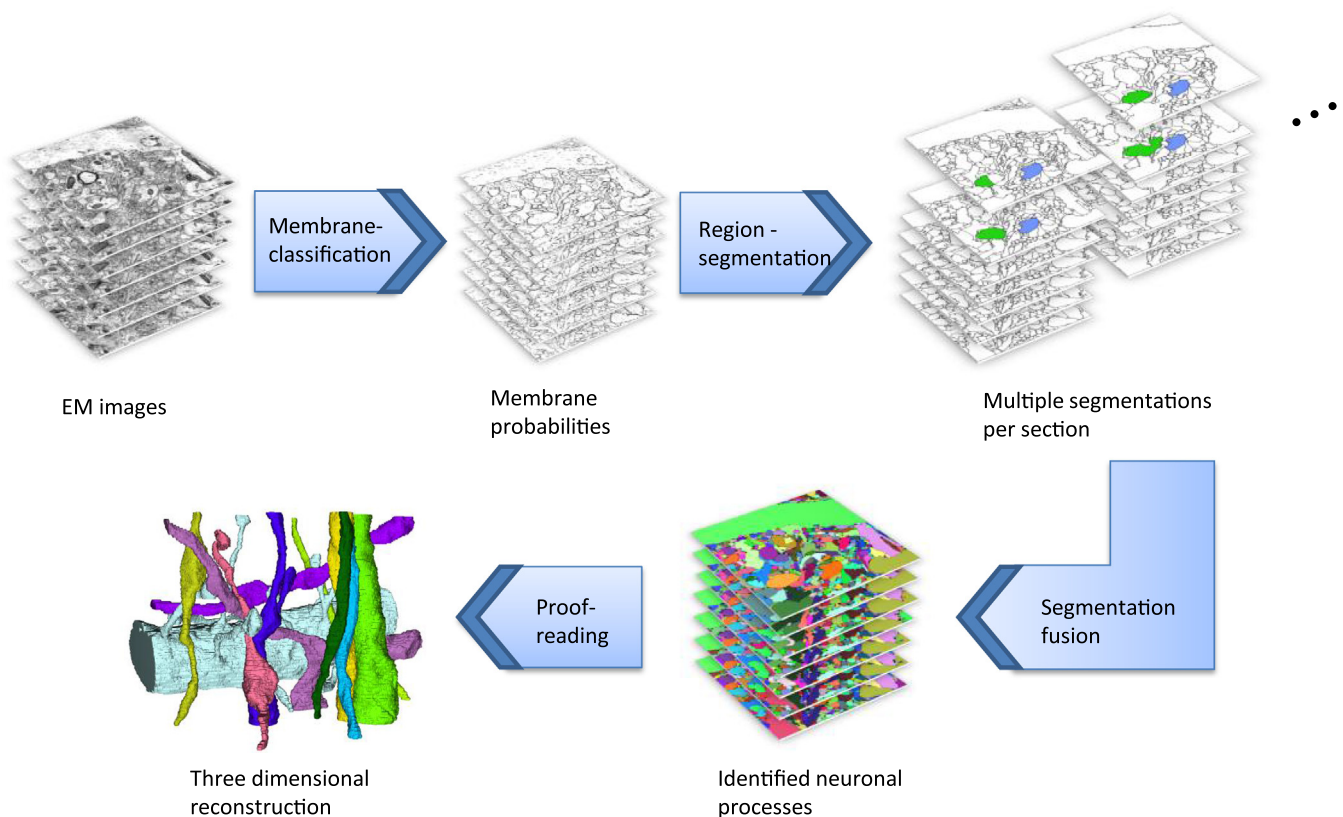 Membrane-
classification
Region -
segmentation
EM images
Membrane
probabilities
Multiple segmentations
per section
Proof-
reading
Segmentation
fusion
Three dimensional
reconstruction
Identified neuronal
processes